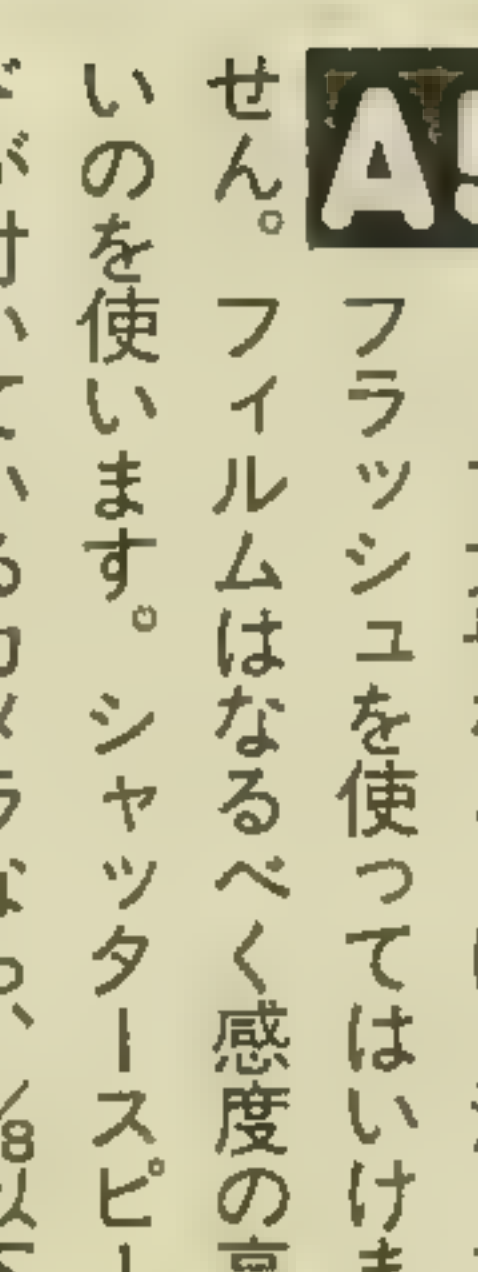 A!
フラッシュを使ってはいけま
せん。フィルムはなるべく感度の高
いのを使います。シャッタースピー